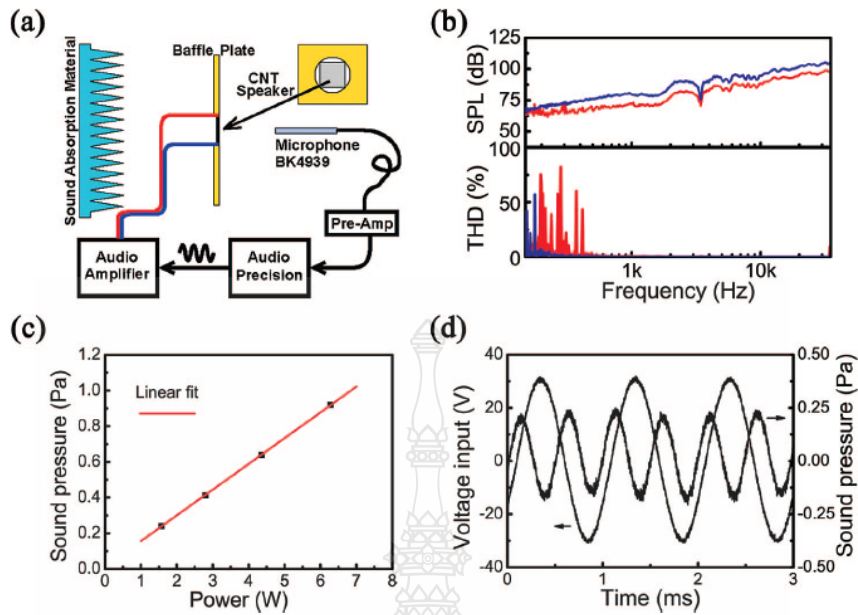 (a)
Sound Absorption Material
Baffle Plate
CNT
Speaker
Microphone
BK4939
Pre-Amp
Audio
Amplifier
Audio
Precision
(b)
SPL (dB)
125
100
75
50
THD (%)
100
50
0
1k
10k
Frequency (Hz)
(c)
Sound pressure (Pa)
1.2
1.0
0.8
0.6
0.4
0.2
0.0
Linear fit
0 1 2 3 4 5 6 7 8
Power (W)
(d)
Voltage input (V)
40
20
0
-20
-40
0.50
0.25
0.00
-0.25
-0.50
Sound pressure (Pa)
0 1 2 3
Time (ms)